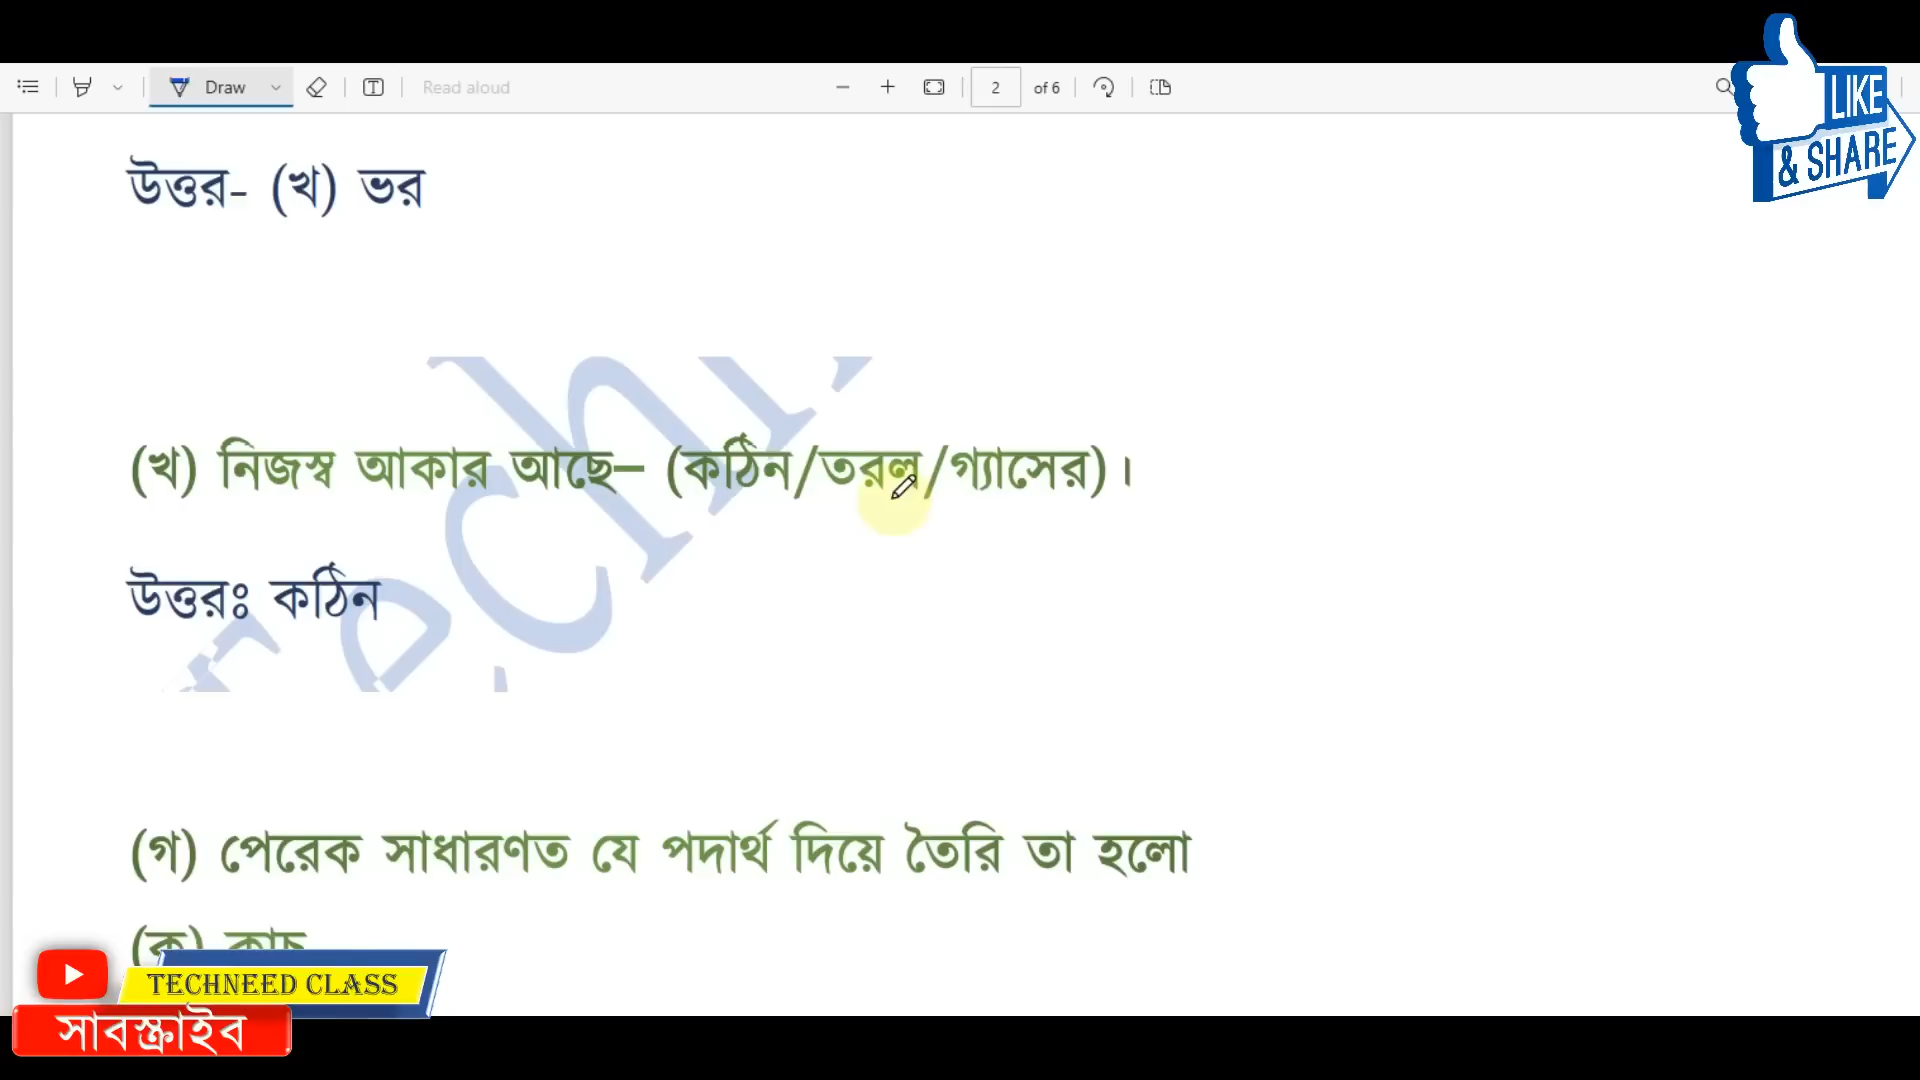 Draw
Read aloud
2 of 6
LIKE
& SHARE
উত্তর- (খ) ভর
(খ) নিজস্ব আকার আছে– (কঠিন/তরল/গ্যাসের)।
উত্তরঃ কঠিন
(গ) পেরেক সাধারণত যে পদার্থ দিয়ে তৈরি তা হলো
(ক) কাচ
TECHNEED CLASS
সাবস্ক্রাইব